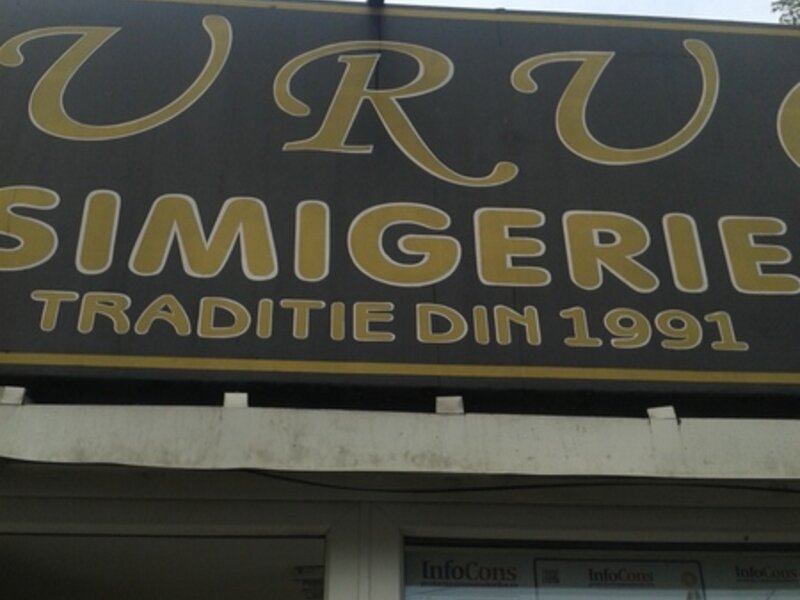 SIMIGERIE
TRADITIE DIN 1991
InfoCons InfoCons InfoCons